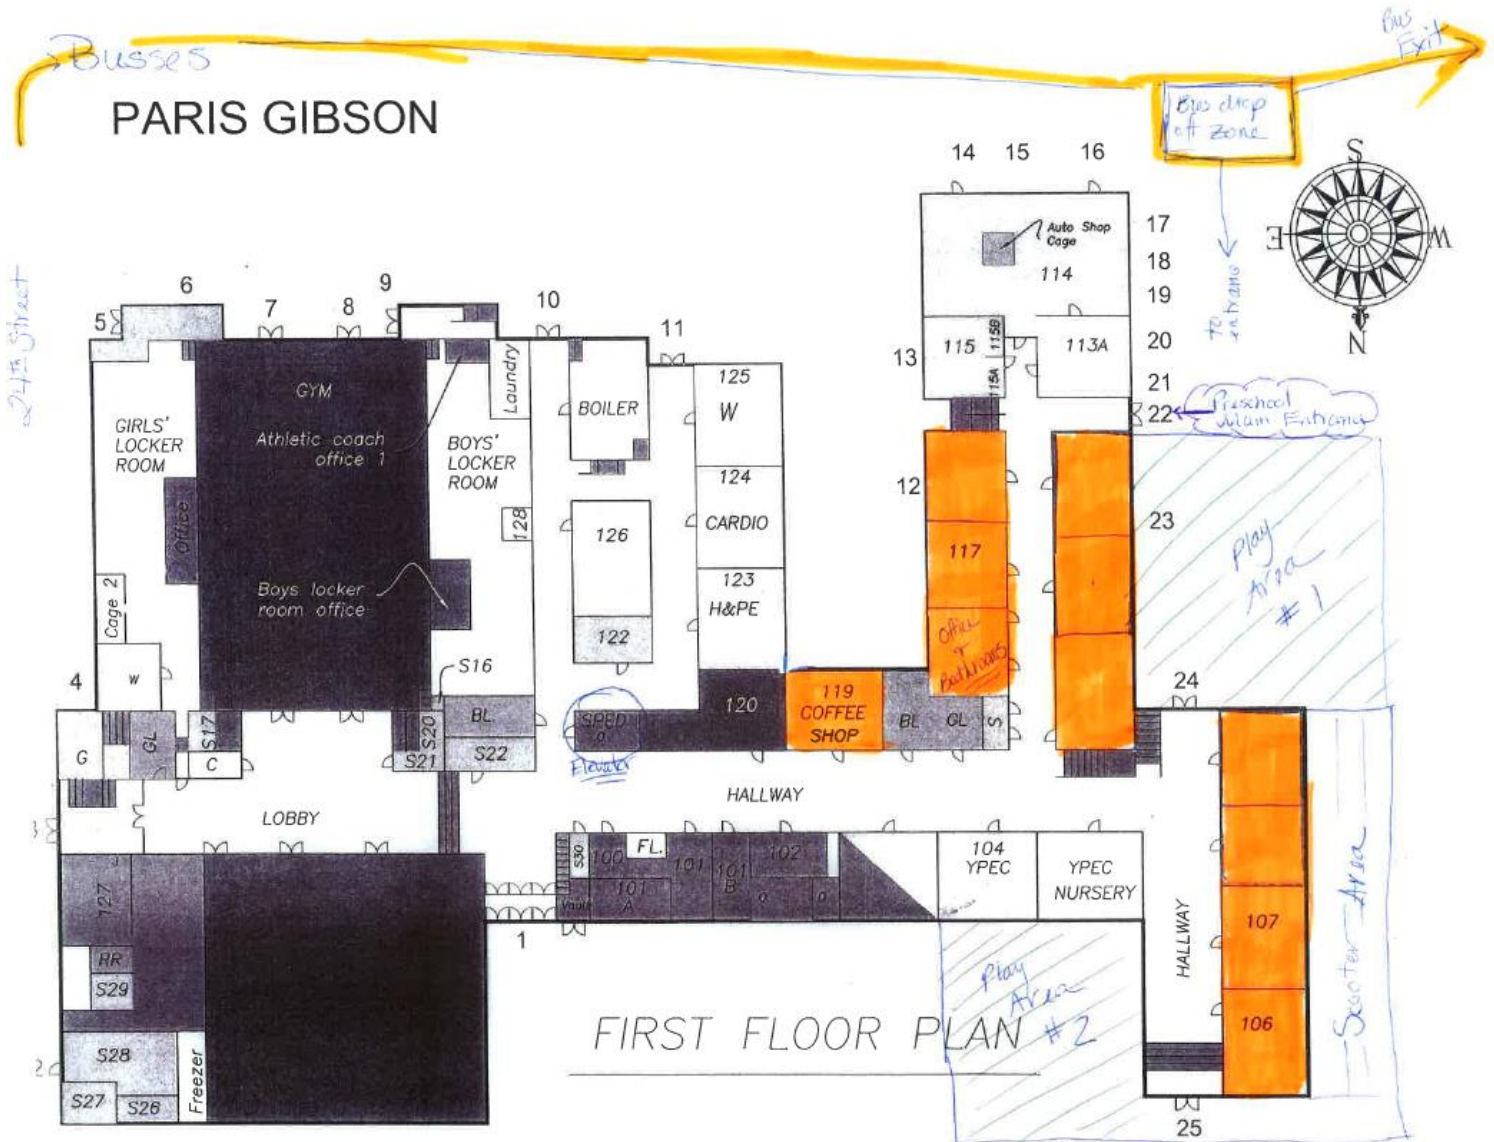 Busses
Bus
Exit
PARIS GIBSON
Bus drop
off zone
to
entrance
S
E
W
N
24th Street
14
15
16
Auto Shop
Cage
114
17
18
19
20
21
22
Preschool
Main Entrance
13
115
115B
115A
113A
5
6
7
8
9
10
11
GYM
Athletic coach
office 1
Boys locker
room office
GIRLS'
LOCKER
ROOM
Office
Cage 2
W
BOYS'
LOCKER
ROOM
Laundry
128
BOILER
126
122
125
W
124
CARDIO
123
H&PE
12
117
Office
&
Bathrooms
23
Play
Area
#1
4
G
GL
S17
C
S16
S20
S21
BL
S22
SPED
Elevator
120
119
COFFEE
SHOP
BL
GL
S
24
LOBBY
HALLWAY
S30
100
FL.
101
101
A
101
B
102
O
O
Vault
104
YPEC
YPEC
NURSERY
HALLWAY
107
106
Scooter Area
127
RR
S29
S28
S27
S26
Freezer
2
1
Play
Area
#2
FIRST FLOOR PLAN
25